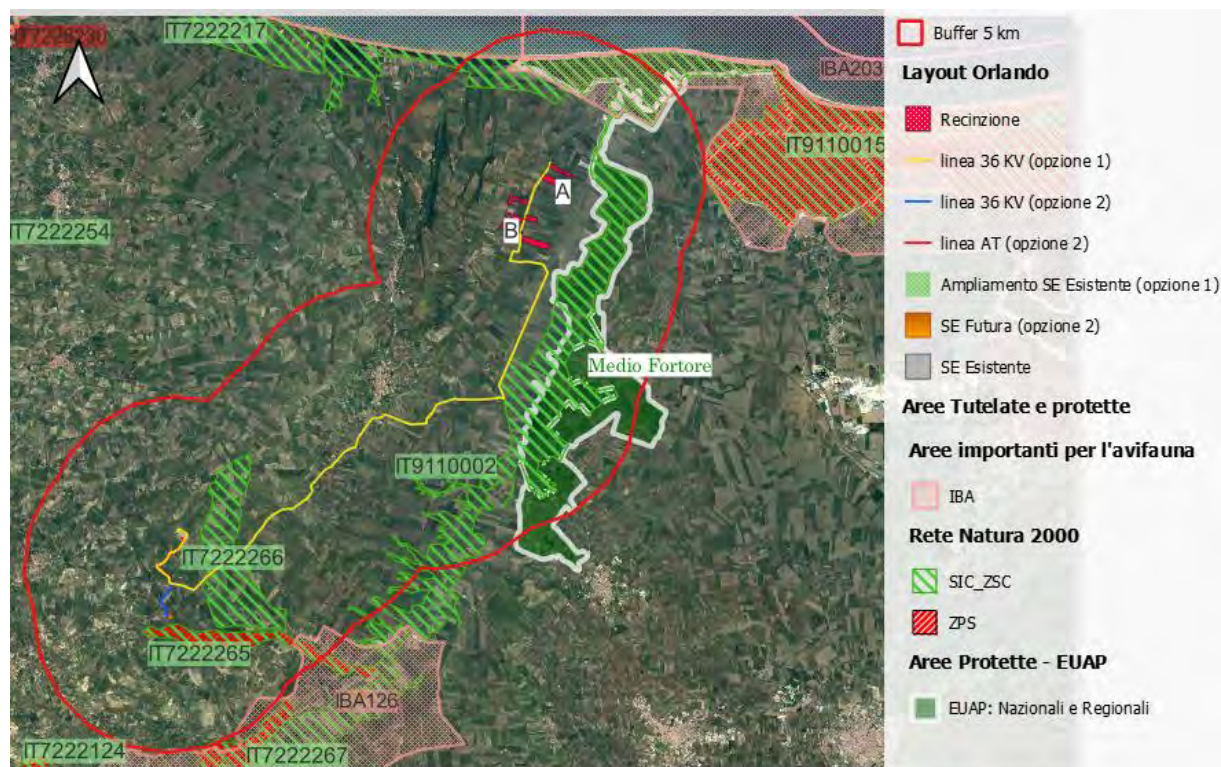 IT7222217
IT7228230
IBA203
IT9110015
A
IT7222254
B
Medio Fortore
IT9110002
IT7222266
IT7222265
IBA126
IT7222124
IT7222267
Buffer 5 km
Layout Orlando
Recinzione
linea 36 KV (opzione 1)
linea 36 KV (opzione 2)
linea AT (opzione 2)
Ampliamento SE Esistente (opzione 1)
SE Futura (opzione 2)
SE Esistente
Aree Tutelate e protette
Aree importanti per l'avifauna
IBA
Rete Natura 2000
SIC_ZSC
ZPS
Aree Protette - EUAP
EUAP: Nazionali e Regionali